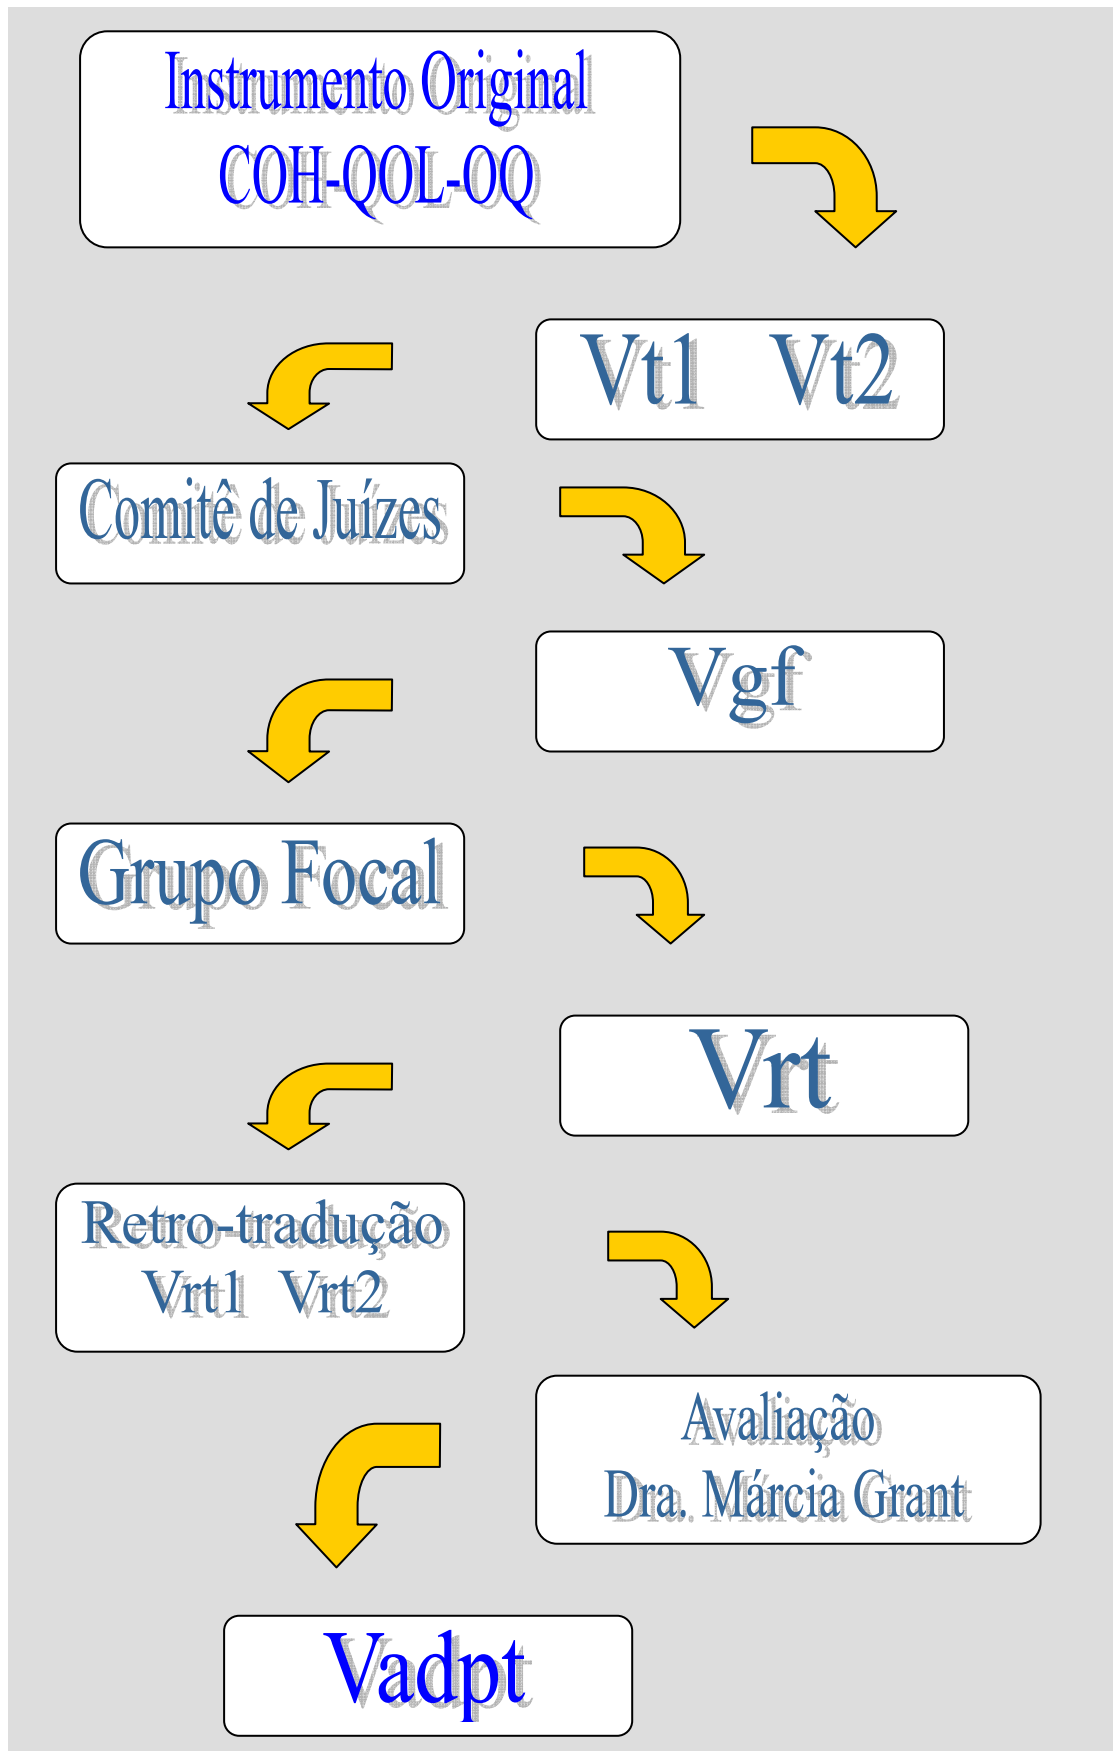 Instrumento Original
COH-QOL-OQ
Vt1 Vt2
Comitê de Juízes
Vgf
Grupo Focal
Vrt
Retro-tradução
Vrt1 Vrt2
Avaliação
Dra. Márcia Grant
Vadpt